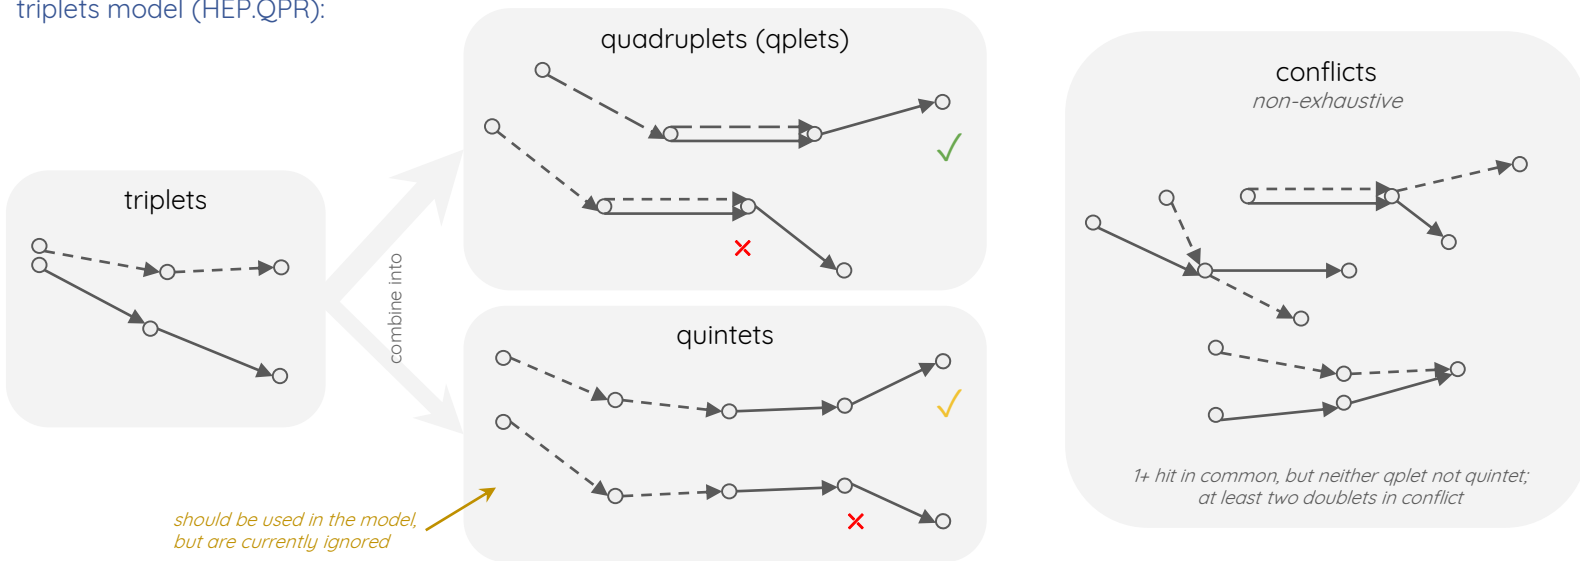 triplets model (HEP.QPR):
quadruplets (qplets)
conflicts
non-exhaustive
triplets
combine into
quintets
should be used in the model,
but are currently ignored
1+ hit in common, but neither qplet not quintet;
at least two doublets in conflict